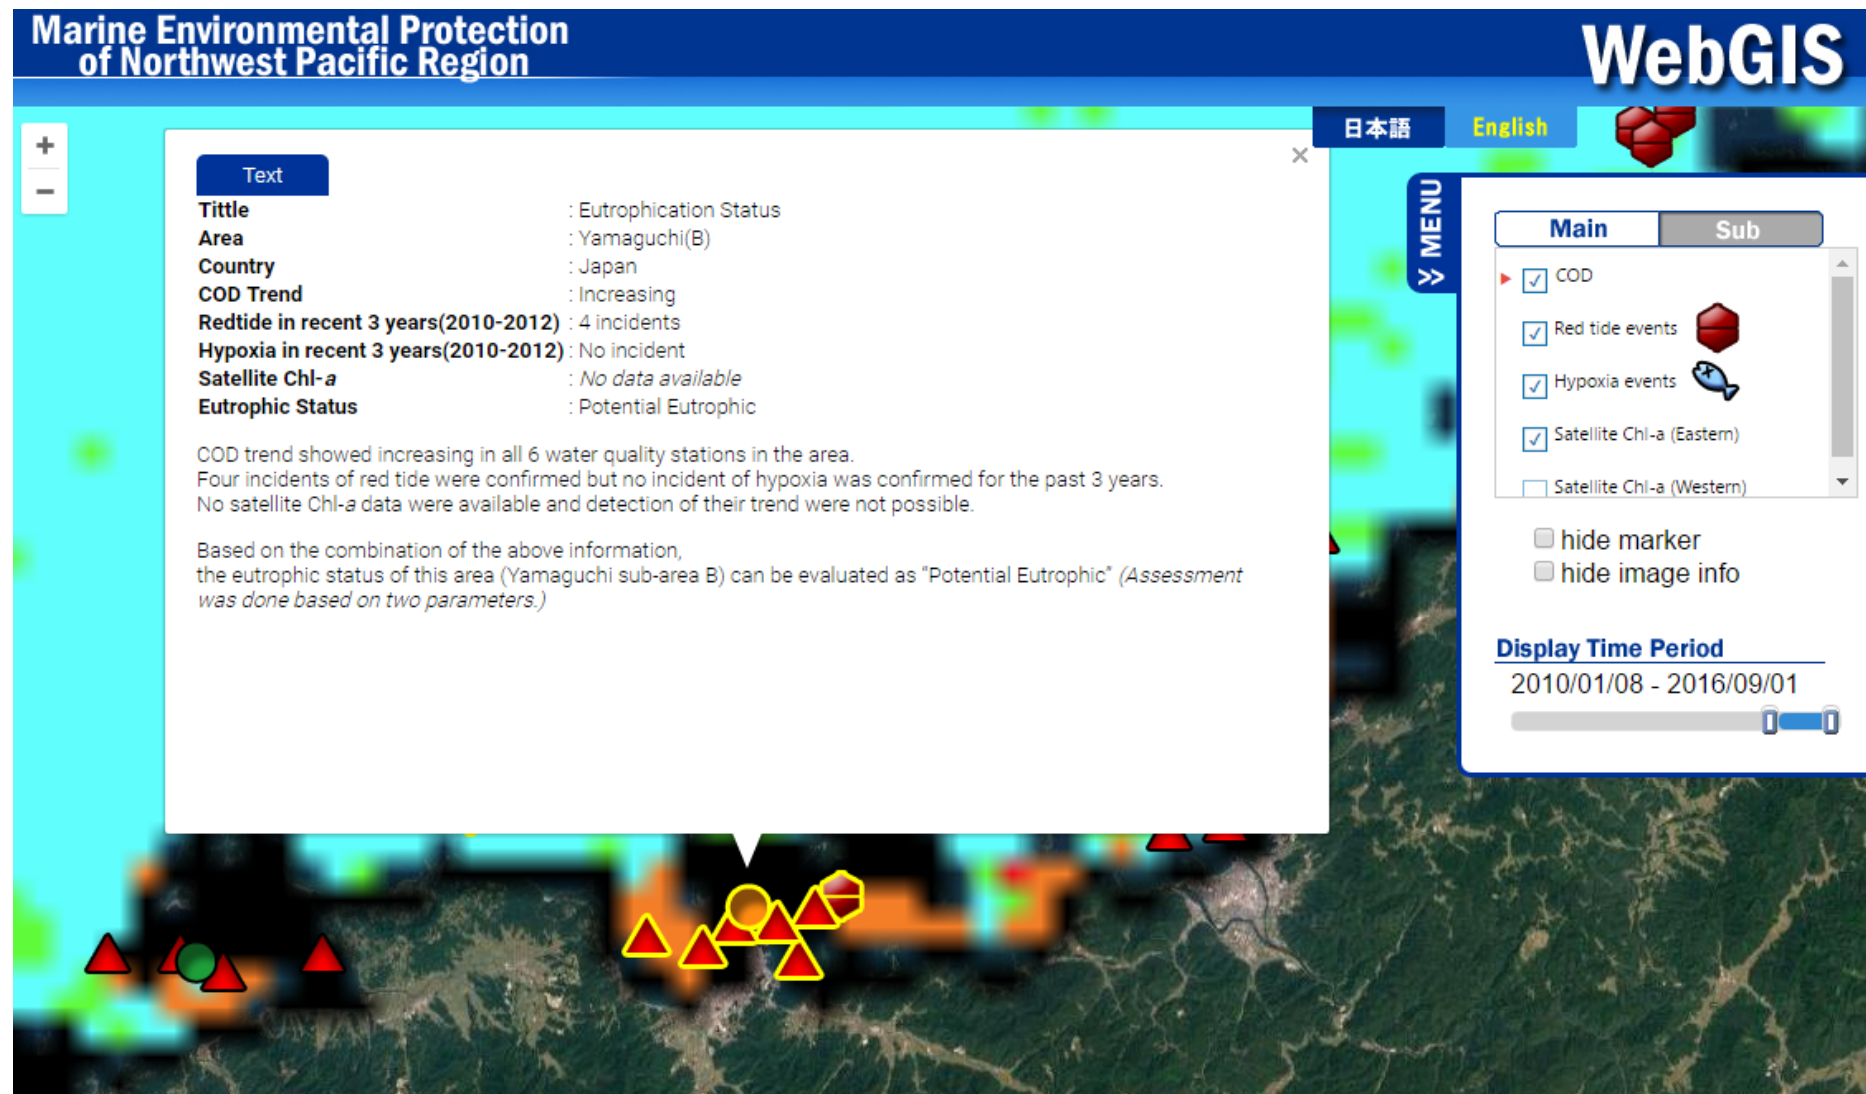 Marine Environmental Protection
of Northwest Pacific Region
WebGIS
日本語
English
+
−
×
Text
Tittle : Eutrophication Status
Area : Yamaguchi(B)
Country : Japan
COD Trend : Increasing
Redtide in recent 3 years(2010-2012) : 4 incidents
Hypoxia in recent 3 years(2010-2012) : No incident
Satellite Chl-a : No data available
Eutrophic Status : Potential Eutrophic
COD trend showed increasing in all 6 water quality stations in the area.
Four incidents of red tide were confirmed but no incident of hypoxia was confirmed for the past 3 years.
No satellite Chl-a data were available and detection of their trend were not possible.
Based on the combination of the above information,
the eutrophic status of this area (Yamaguchi sub-area B) can be evaluated as “Potential Eutrophic” (Assessment
was done based on two parameters.)
>> MENU
Main
Sub
COD
Red tide events
Hypoxia events
Satellite Chl-a (Eastern)
Satellite Chl-a (Western)
hide marker
hide image info
Display Time Period
2010/01/08 - 2016/09/01